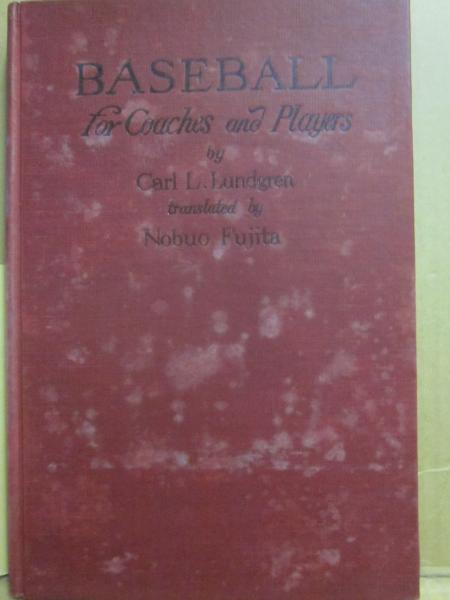 BASEBALL
for Coaches and Players
by
Carl L. Lundgren
translated by
Nobuo Fujita